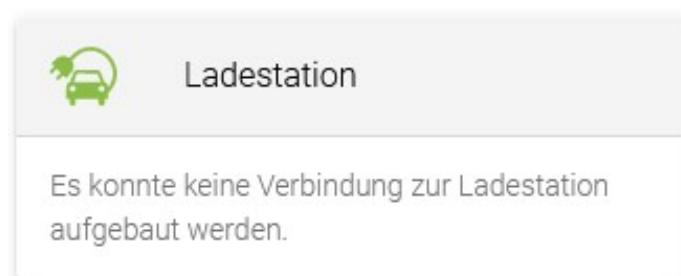 Ladestation
Es konnte keine Verbindung zur Ladestation
aufgebaut werden.